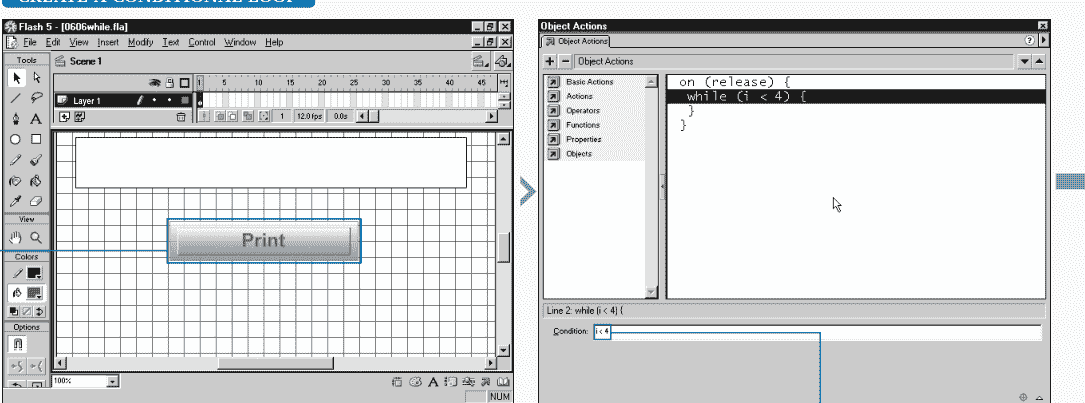 CREATE A CONDITIONAL LOOP
Flash 5 - [0606while.fla]
File Edit View Insert Modify Text Control Window Help
Tools
Scene 1
1 5 10 15 20 25 30 35 40 45
Layer 1
1 12.0 fps 0.0s
A
View
Colors
Options
Print
100%
A
NUM
Object Actions
Object Actions
?
+ - Object Actions
Basic Actions
Actions
Operators
Functions
Properties
Objects
on (release) {
while (i < 4) {
}
}
Line 2: while (i < 4) {
Condition: i < 4